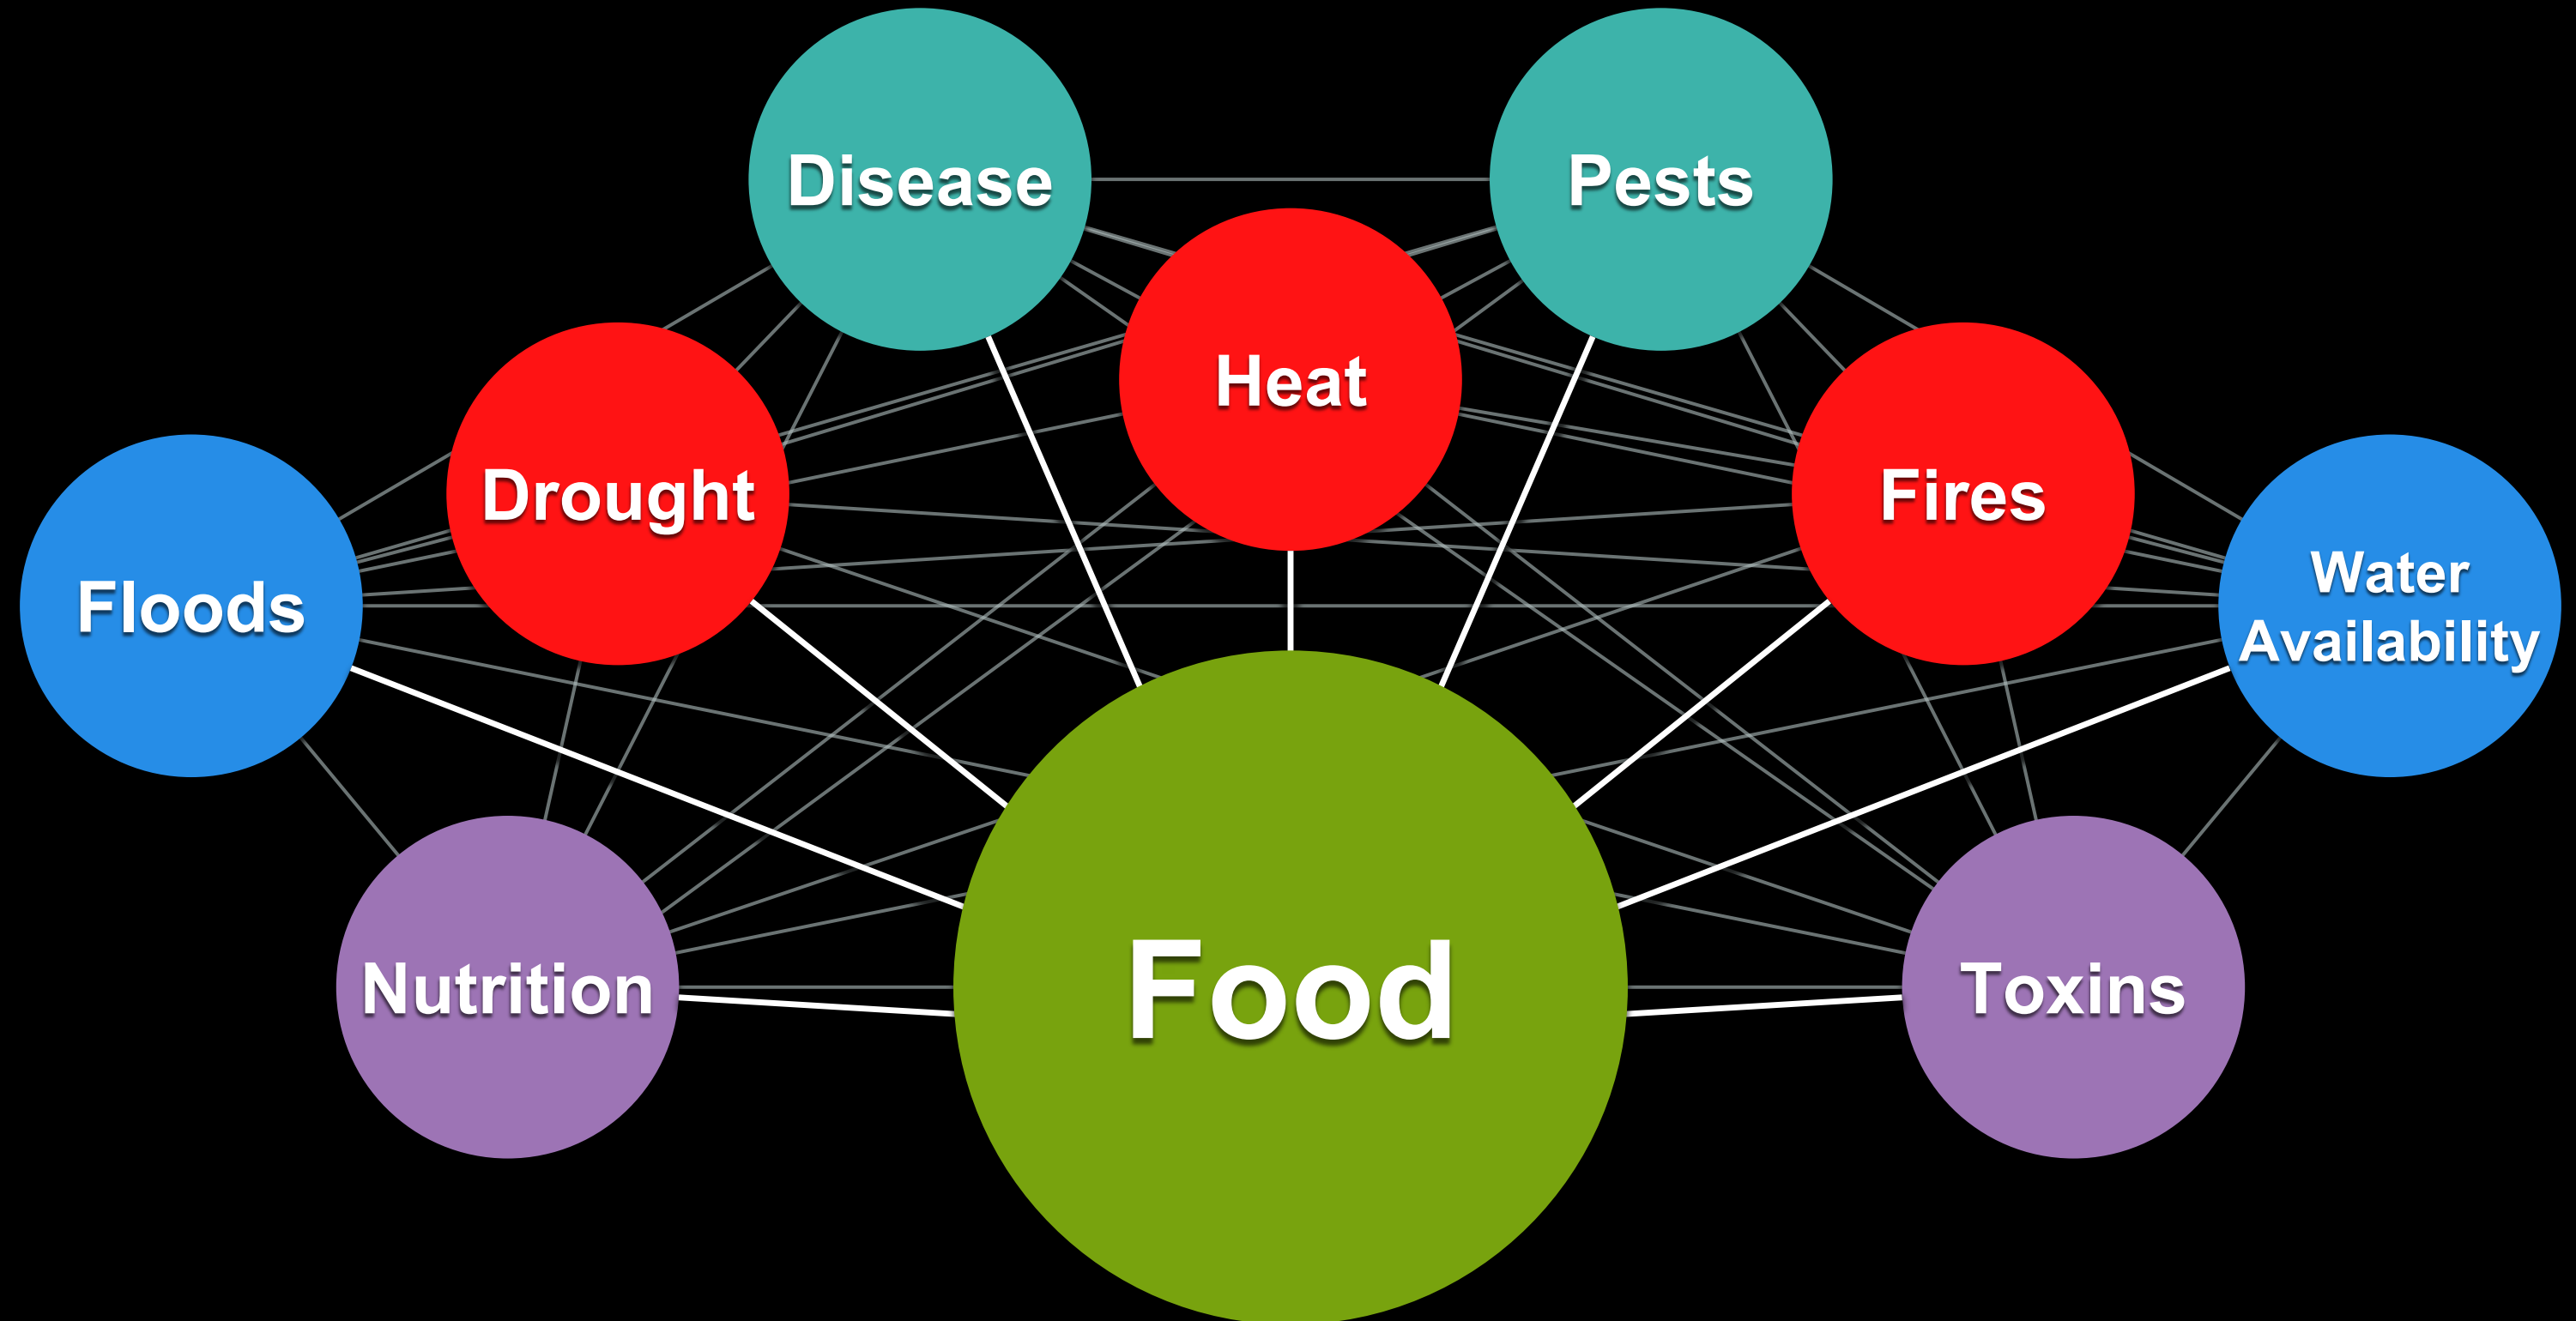 Disease
Pests
Heat
Drought
Fires
Floods
Water
Availability
Nutrition
Food
Toxins